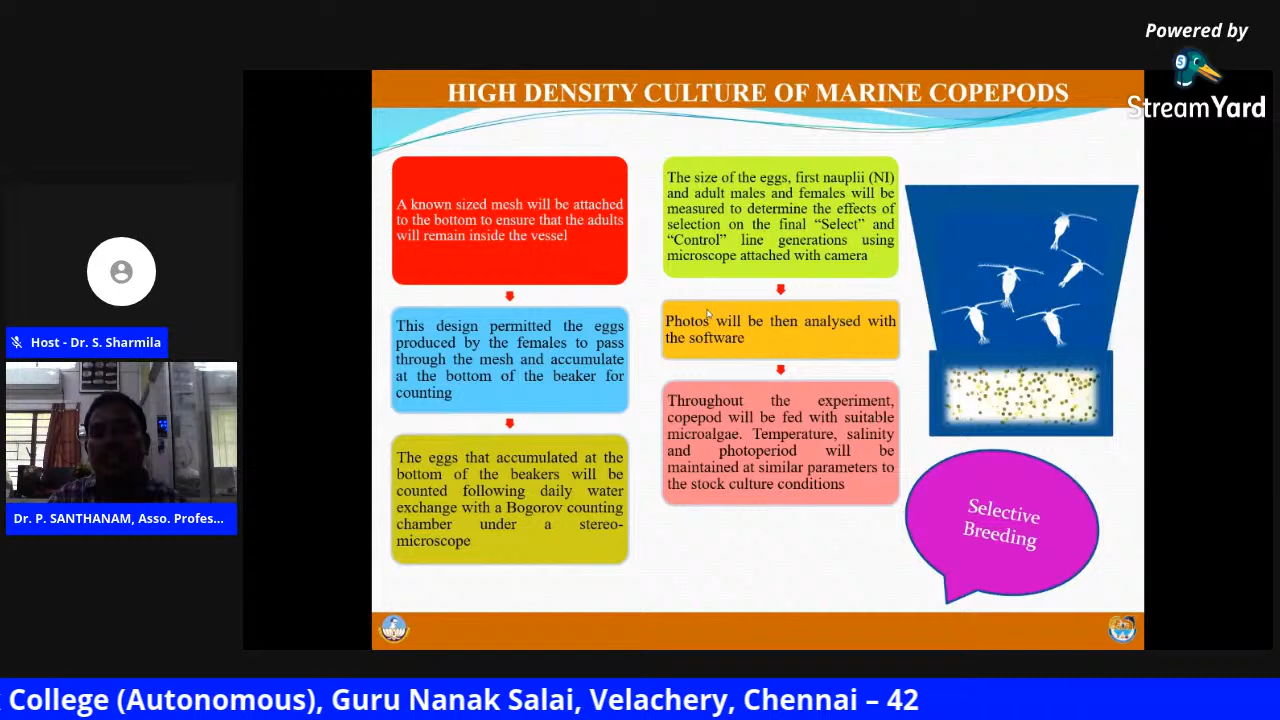 Powered by
StreamYard
HIGH DENSITY CULTURE OF MARINE COPEPODS
A known sized mesh will be attached
to the bottom to ensure that the adults
will remain inside the vessel
This design permitted the eggs
produced by the females to pass
through the mesh and accumulate
at the bottom of the beaker for
counting
The eggs that accumulated at the
bottom of the beakers will be
counted following daily water
exchange with a Bogorov counting
chamber under a stereo-
microscope
The size of the eggs, first nauplii (NI)
and adult males and females will be
measured to determine the effects of
selection on the final “Select” and
“Control” line generations using
microscope attached with camera
Photos will be then analysed with
the software
Throughout the experiment,
copepod will be fed with suitable
microalgae. Temperature, salinity
and photoperiod will be
maintained at similar parameters to
the stock culture conditions
Selective
Breeding
Host - Dr. S. Sharmila
Dr. P. SANTHANAM, Asso. Profes...
College (Autonomous), Guru Nanak Salai, Velachery, Chennai – 42